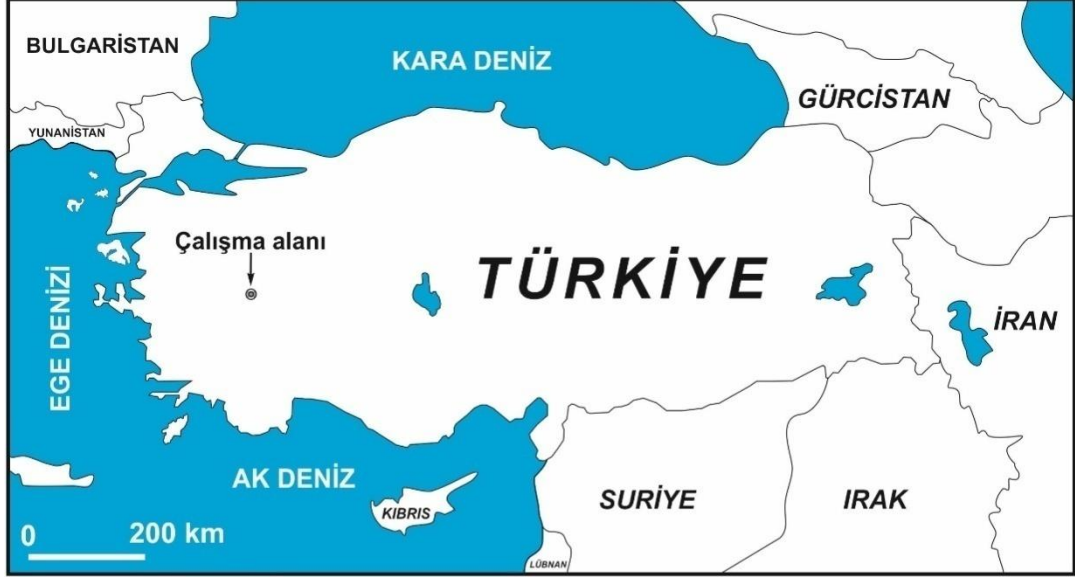 BULGARİSTAN
KARA DENİZ
GÜRCİSTAN
YUNANİSTAN
Çalışma alanı
TÜRKİYE
EGE DENİZİ
İRAN
AK DENİZ
KIBRIS
SURİYE
IRAK
0 200 km
LÜBNAN